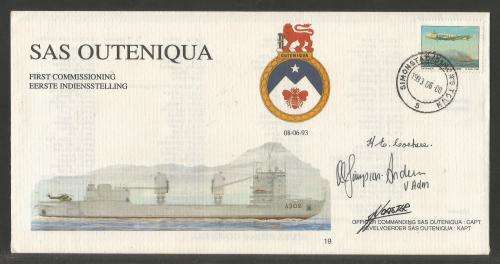 SAS OUTENIQUA
FIRST COMMISSIONING
EERSTE INDIENSSTELLING
OUTENIQUA
08-06-93
SIMONSTAD
1993 -06- 08
S
A302
V Adm
OFFICER COMMANDING SAS OUTENIQUA : CAPT
BEVELVOERDER SAS OUTENIQUA : KAPT
19